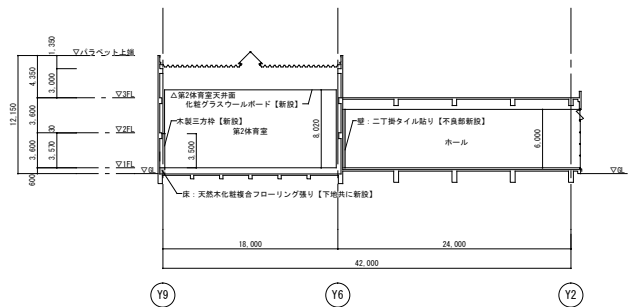 ▽パラペット上端
1,350
4,350
3,000
12,150
▽3FL
3,600
30
▽2FL
3,600
3,570
▽1FL
600
▽GL
△第2体育室天井面
化粧グラスウールボード【新設】
木製三方枠【新設】
第2体育室
3,500
8,020
壁：二丁掛タイル貼り【不良部新設】
ホール
6,000
▽GL
床：天然木化粧複合フローリング張り【下地共に新設】
18,000
24,000
42,000
Y9
Y6
Y2